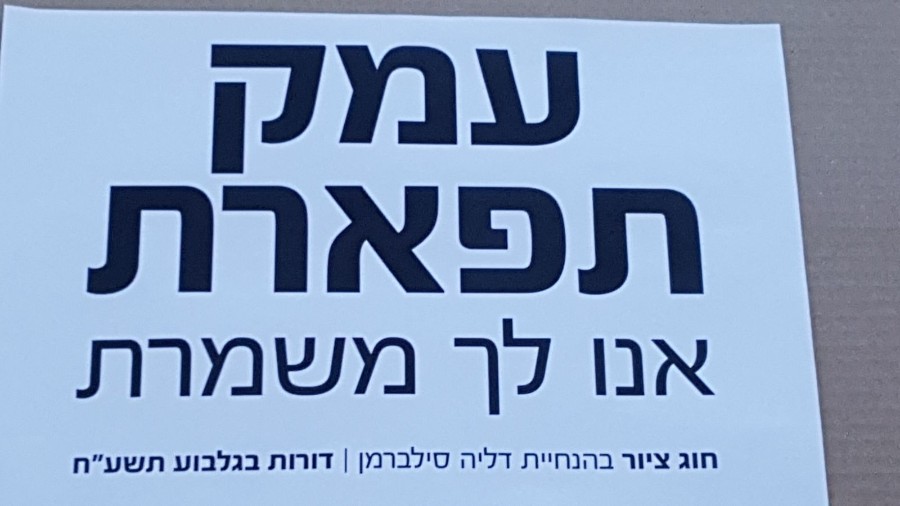 עמק
תפארת
אנו לך משמרת
חוג ציור בהנחיית דליה סילברמן | דורות בגלבוע תשע"ח